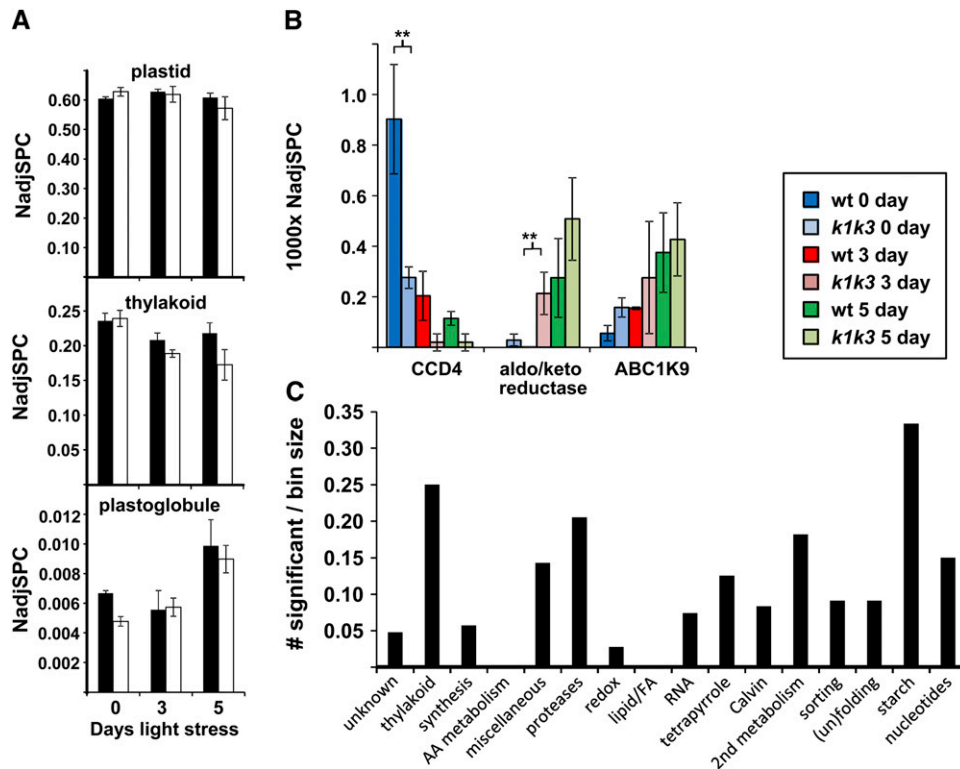 A
plastid
NadjSPC
0.60
0.50
0.40
0.30
0.20
0.10
thylakoid
NadjSPC
0.25
0.20
0.15
0.10
0.05
plastoglobule
NadjSPC
0.012
0.010
0.008
0.006
0.004
0.002
0 3 5
Days light stress
B
1000x NadjSPC
1.0
0.8
0.6
0.4
0.2
**
**
CCD4
aldo/keto
reductase
ABC1K9
wt 0 day
k1k3 0 day
wt 3 day
k1k3 3 day
wt 5 day
k1k3 5 day
C
# significant / bin size
0.35
0.30
0.25
0.20
0.15
0.10
0.05
unknown
thylakoid
synthesis
AA metabolism
miscellaneous
proteases
redox
lipid/FA
RNA
tetrapyrrole
Calvin
2nd metabolism
sorting
(un)folding
starch
nucleotides